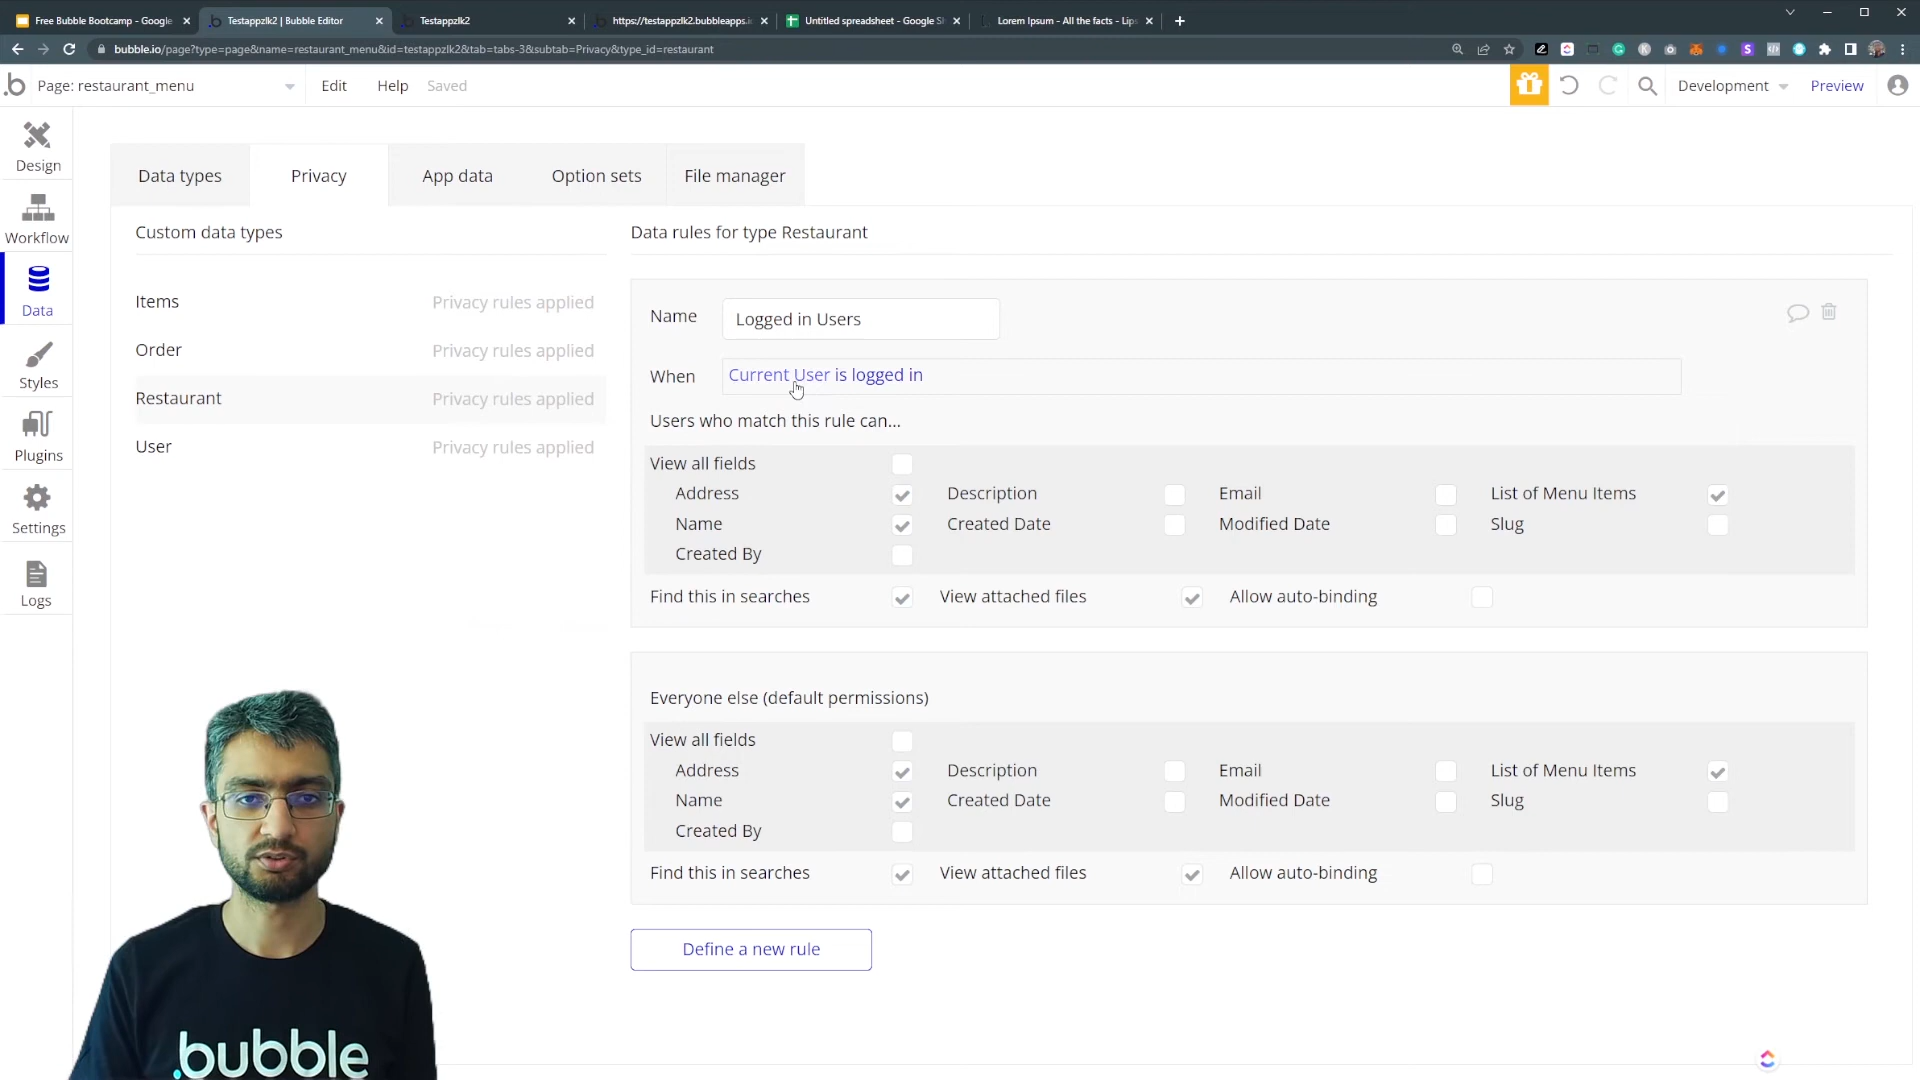 Free Bubble Bootcamp - Google
Testappzlk2 | Bubble Editor
Testappzlk2
https://testappzlk2.bubbleapps.i
Untitled spreadsheet - Google Sh
Lorem Ipsum - All the facts - Lips
bubble.io/page?type=page&name=restaurant_menu&id=testappzlk2&tab=tabs-3&subtab=Privacy&type_id=restaurant
Page: restaurant_menu
Edit
Help
Saved
Development
Preview
Design
Workflow
Data
Styles
Plugins
Settings
Logs
Data types
Privacy
App data
Option sets
File manager
Custom data types
Items Privacy rules applied
Order Privacy rules applied
Restaurant Privacy rules applied
User Privacy rules applied
Data rules for type Restaurant
Name Logged in Users
When Current User is logged in
Users who match this rule can...
View all fields
Address Description Email List of Menu Items
Name Created Date Modified Date Slug
Created By
Find this in searches View attached files Allow auto-binding
Everyone else (default permissions)
View all fields
Address Description Email List of Menu Items
Name Created Date Modified Date Slug
Created By
Find this in searches View attached files Allow auto-binding
Define a new rule
.bubble